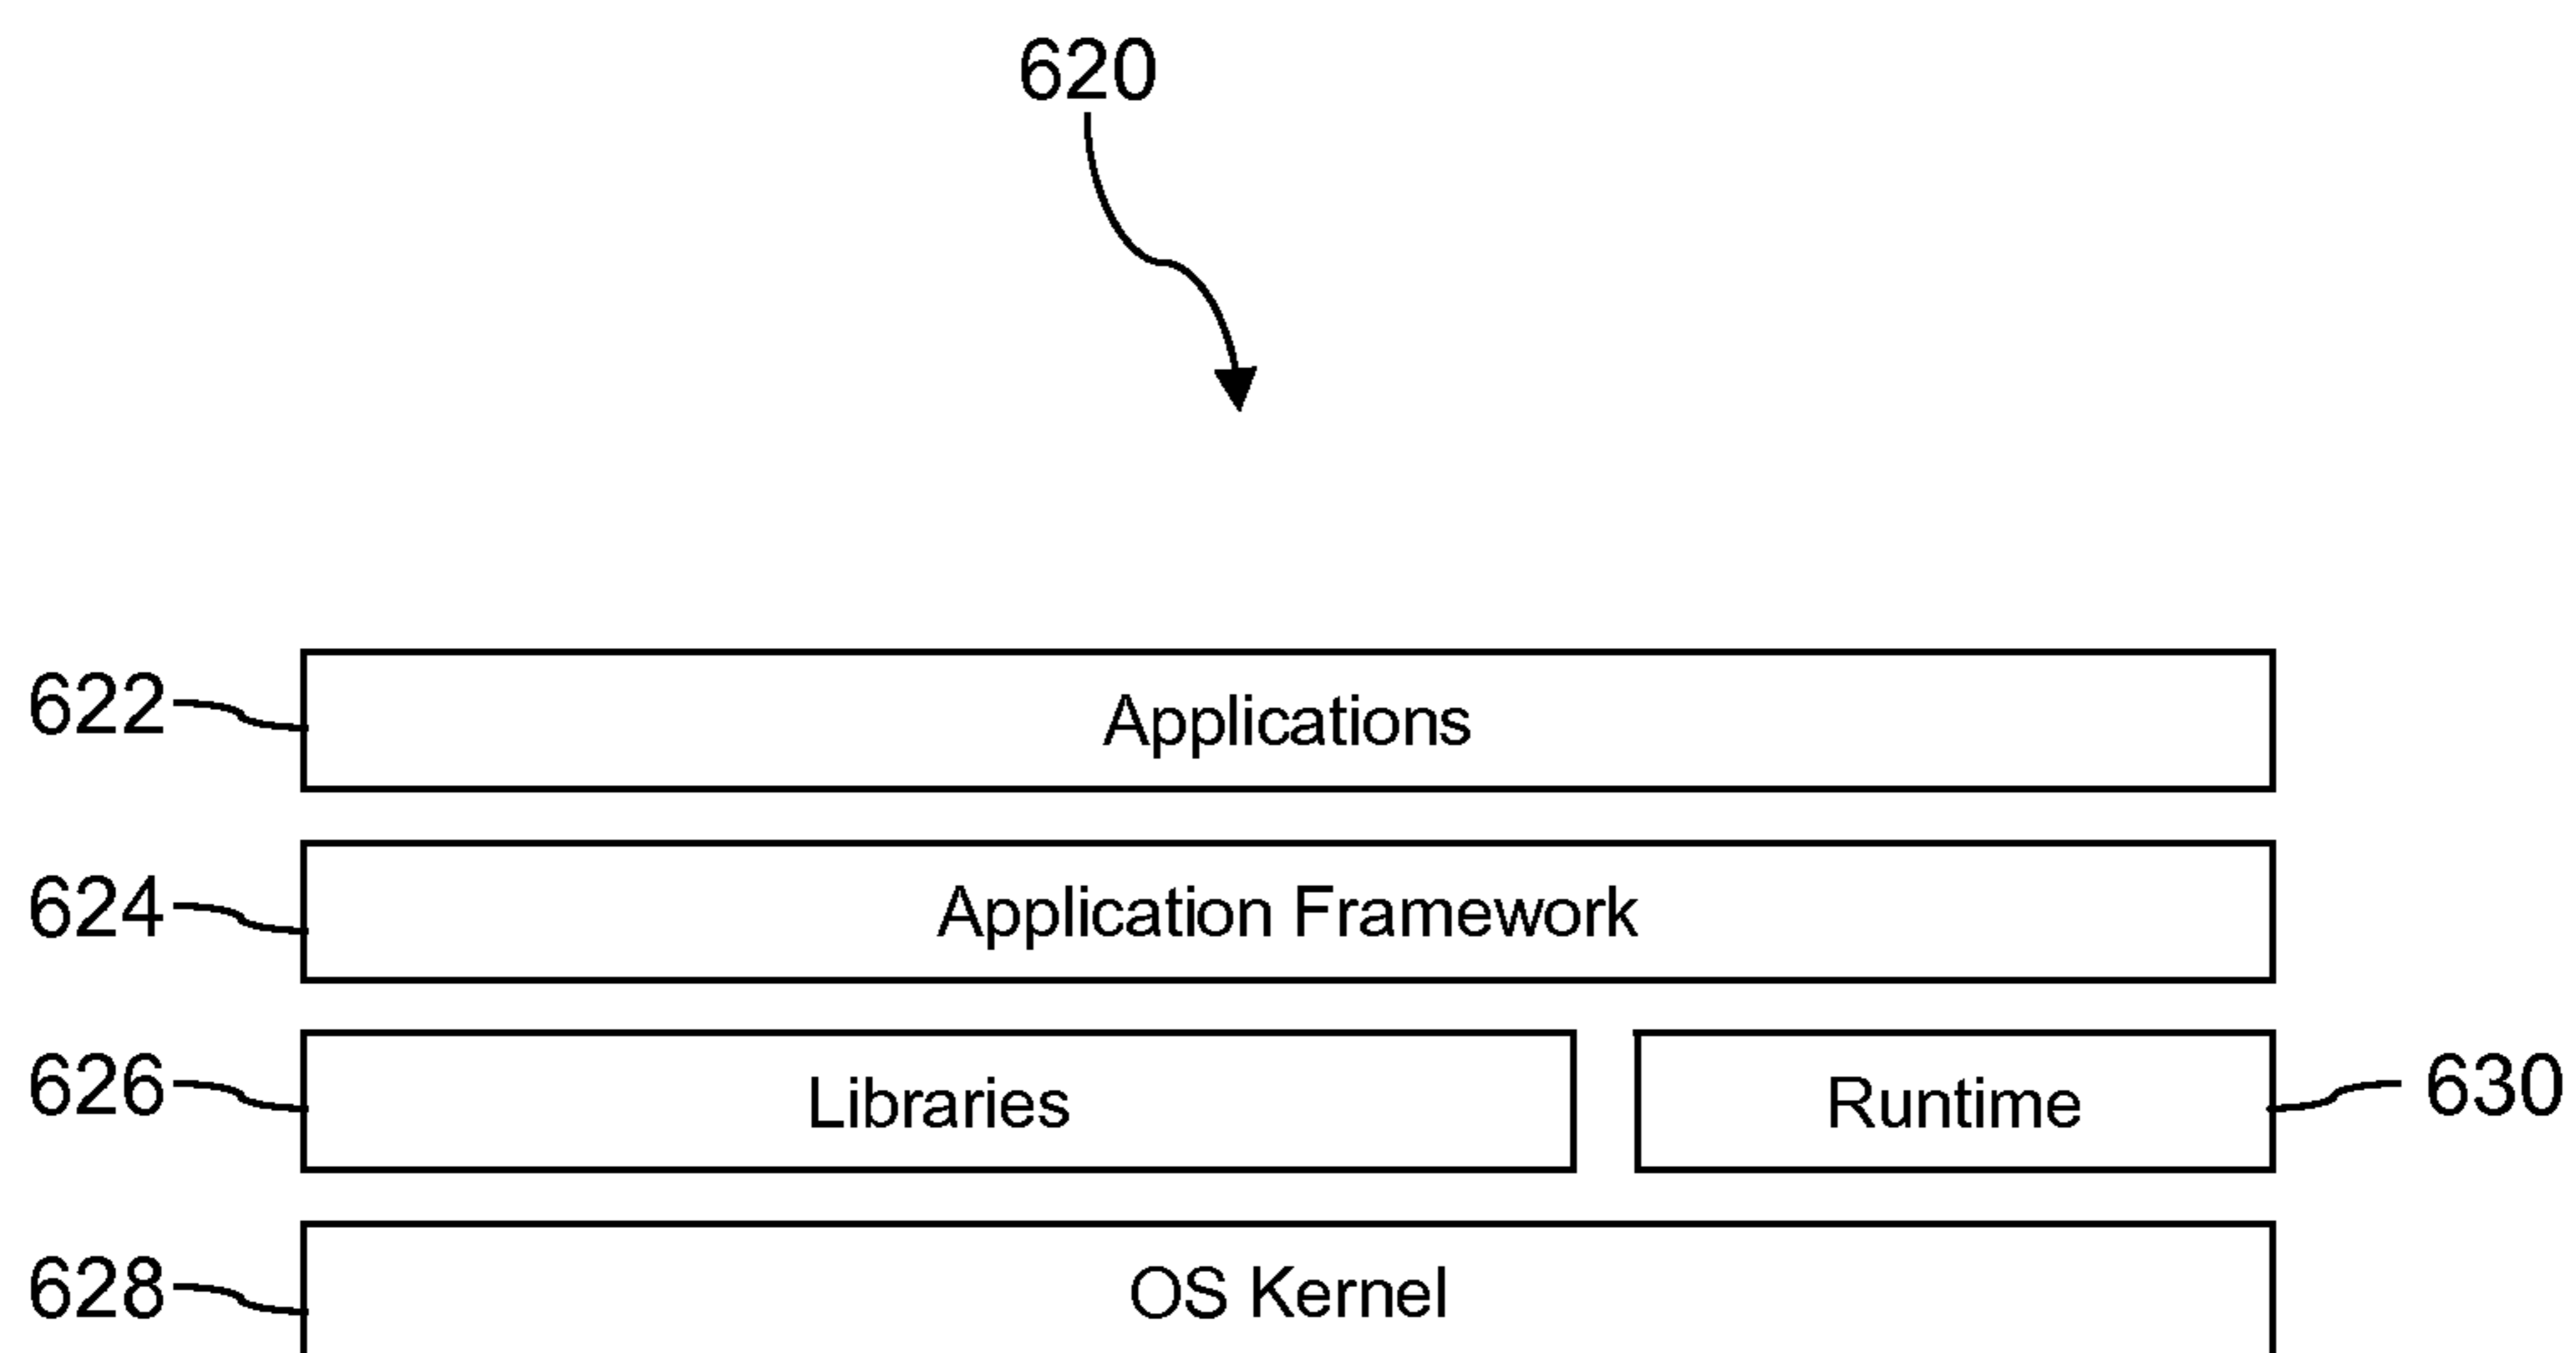 620
622 Applications
624 Application Framework
626 Libraries Runtime 630
628 OS Kernel